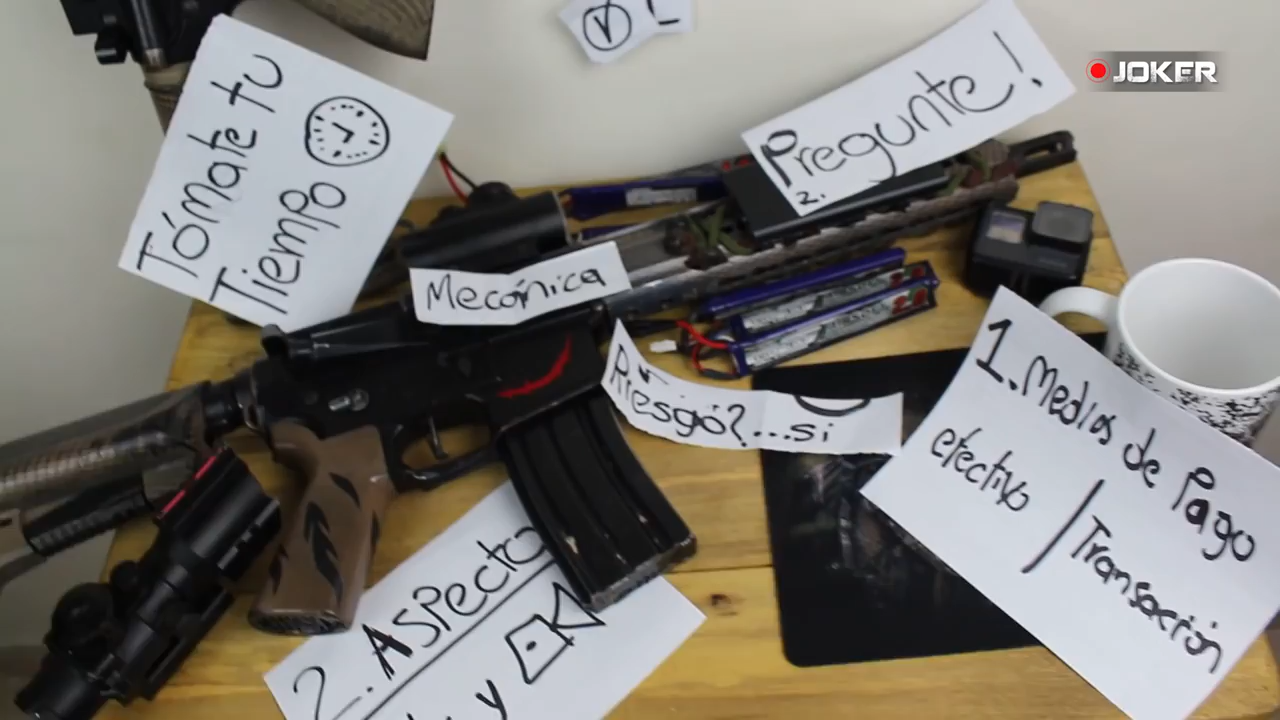 JOKER
V L
Pregunte!
2.
Tómate tu
Tiempo
Mecánica
Riesgo?...si
1. Medios de Pago
efectivo / Transacción
2. Aspecto
y